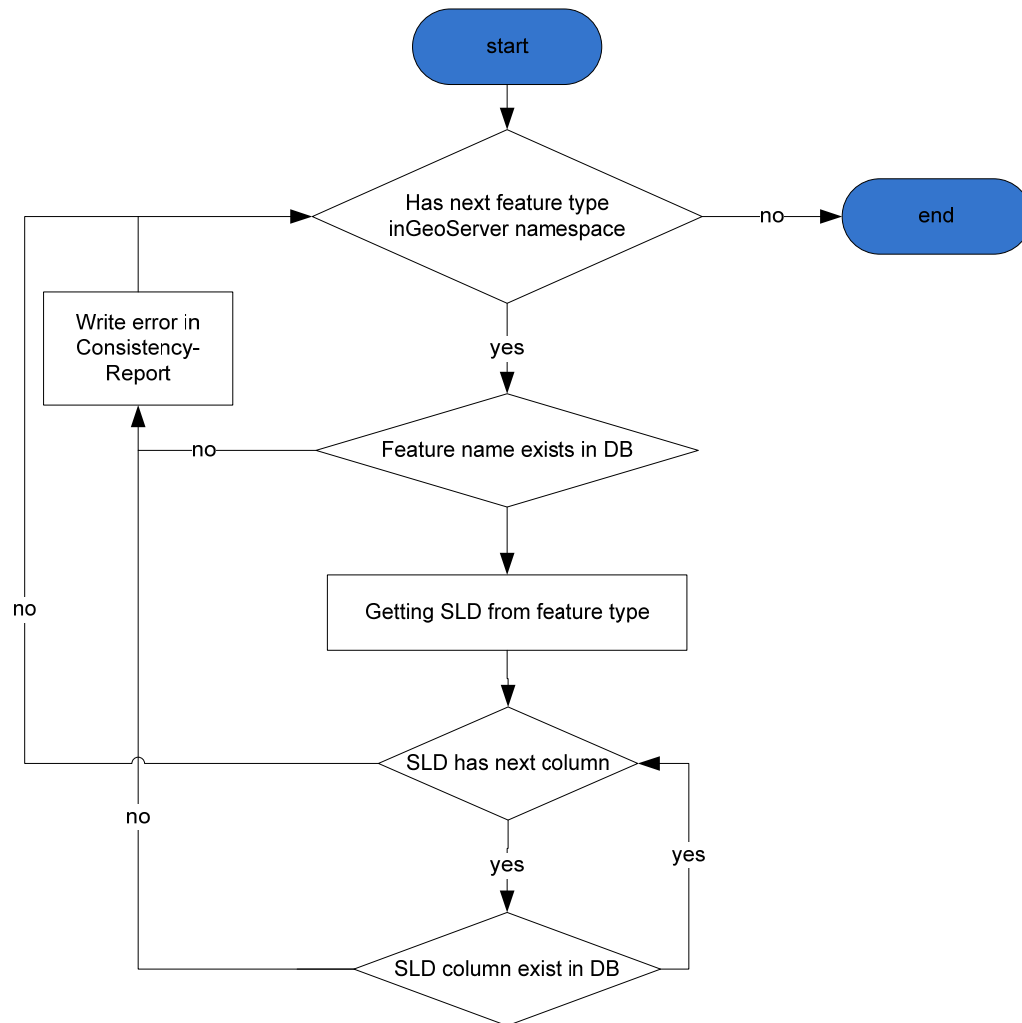 start
Has next feature type
inGeoServer namespace
no
end
Write error in
Consistency-
Report
yes
no
Feature name exists in DB
no
Getting SLD from feature type
SLD has next column
no
yes
yes
SLD column exist in DB